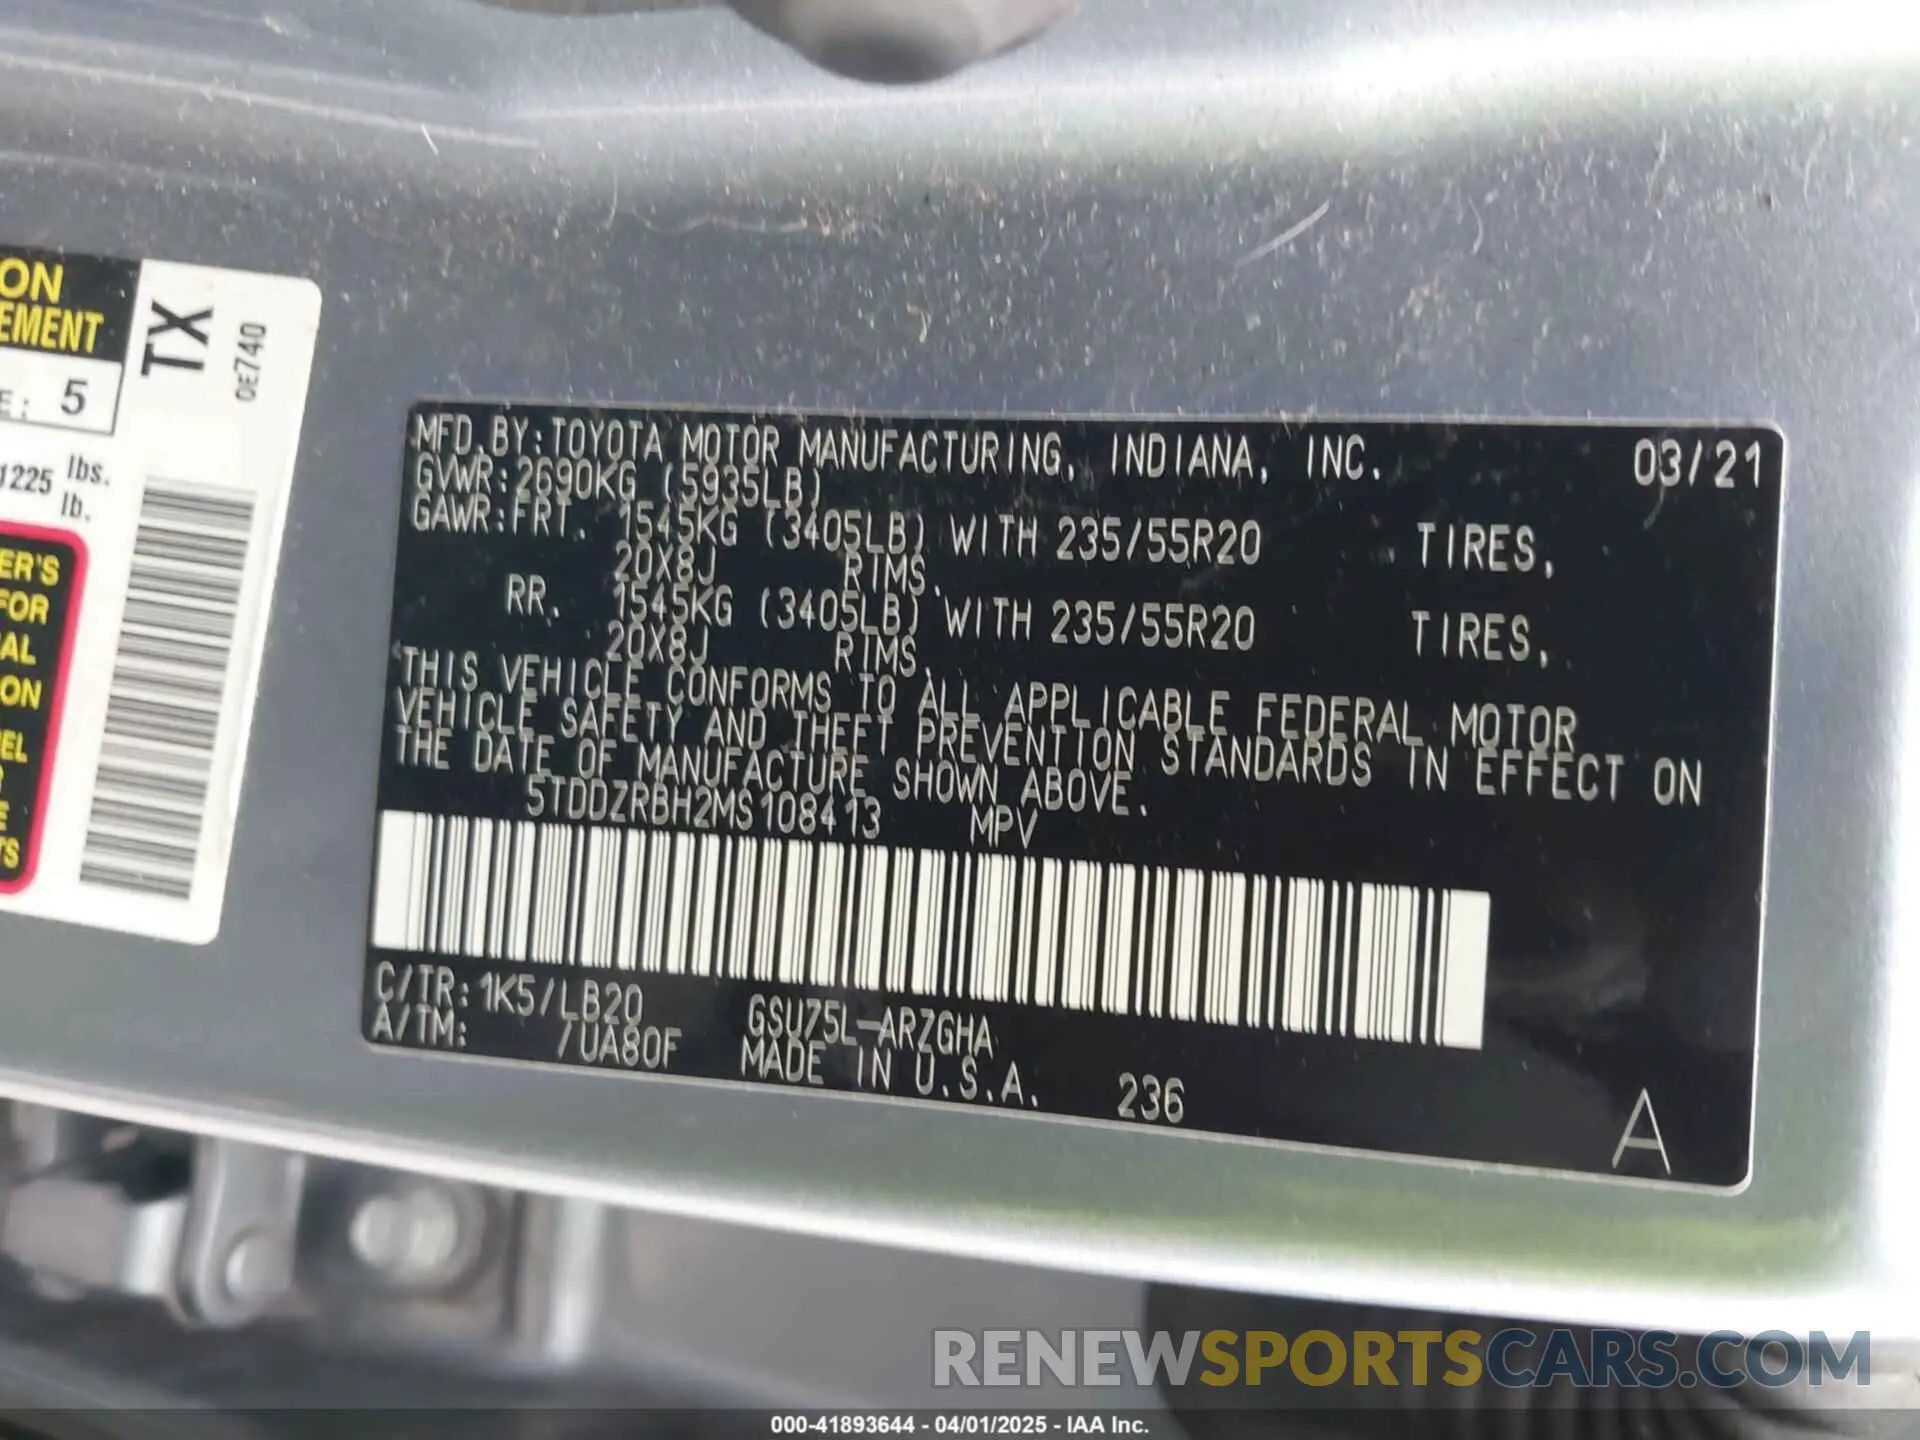 ON
EMENT
E: 5
1225 lbs.
lb.
TX
0E740
ER'S
FOR
AL
ON
EL
E
TS
MFD.BY:TOYOTA MOTOR MANUFACTURING, INDIANA, INC. 03/21
GVWR:2690KG (5935LB)
GAWR:FRT. 1545KG (3405LB) WITH 235/55R20 TIRES,
20X8J RIMS.
RR. 1545KG (3405LB) WITH 235/55R20 TIRES,
20X8J RIMS.
THIS VEHICLE CONFORMS TO ALL APPLICABLE FEDERAL MOTOR
VEHICLE SAFETY AND THEFT PREVENTION STANDARDS IN EFFECT ON
THE DATE OF MANUFACTURE SHOWN ABOVE.
5TDDZRBH2MS108413 MPV
C/TR:1K5/LB20 GSU75L-ARZGHA
A/TM: /UA80F MADE IN U.S.A. 236
A
RENEWSPORTSCARS.COM
000-41893644 - 04/01/2025 - IAA Inc.